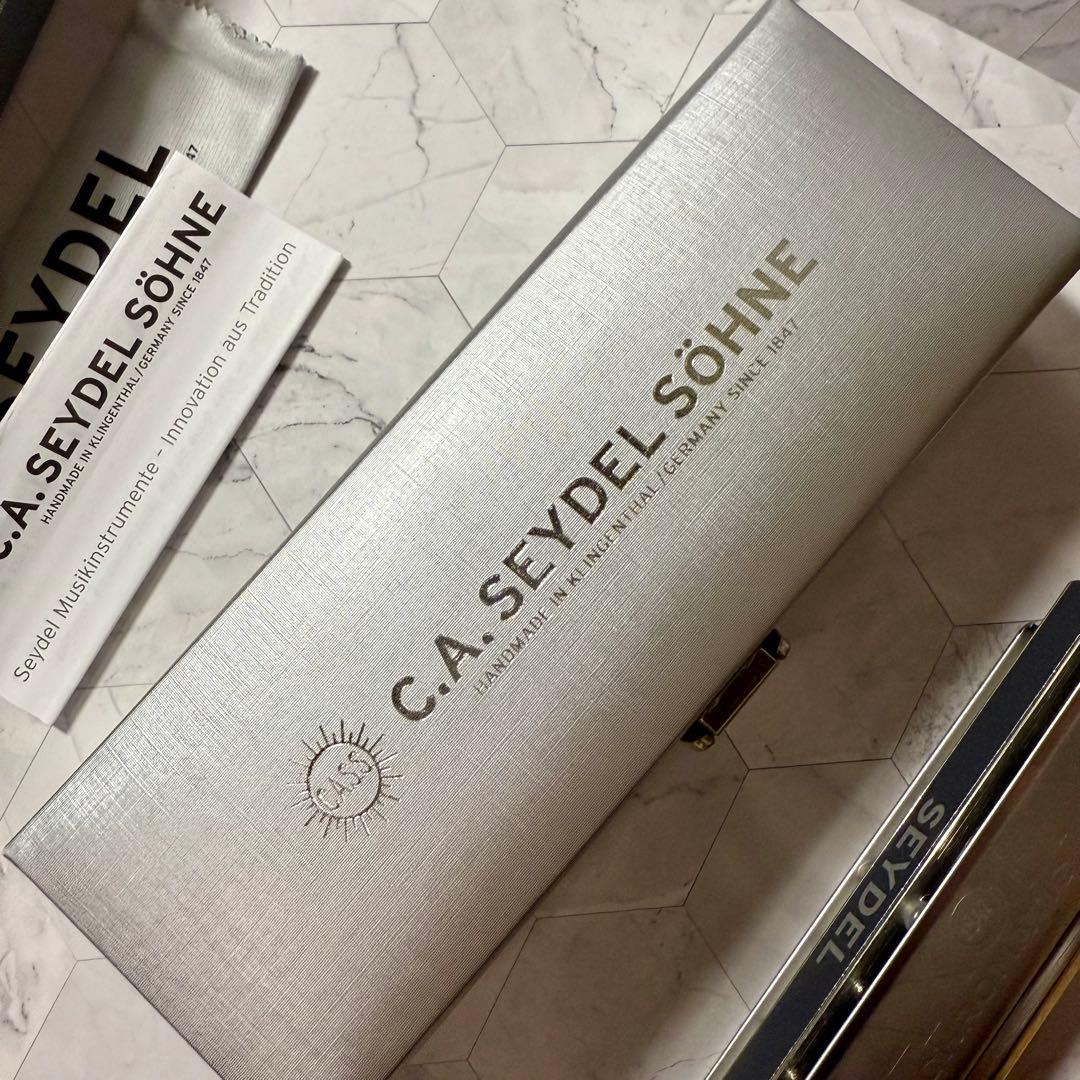 SEYDEL
47
C.A. SEYDEL SÖHNE
HANDMADE IN KLINGENTHAL/GERMANY SINCE 1847
Seydel Musikinstrumente - Innovation aus Tradition
C.A. SEYDEL SÖHNE
HANDMADE IN KLINGENTHAL/GERMANY SINCE 1847
CASS
SEYDEL